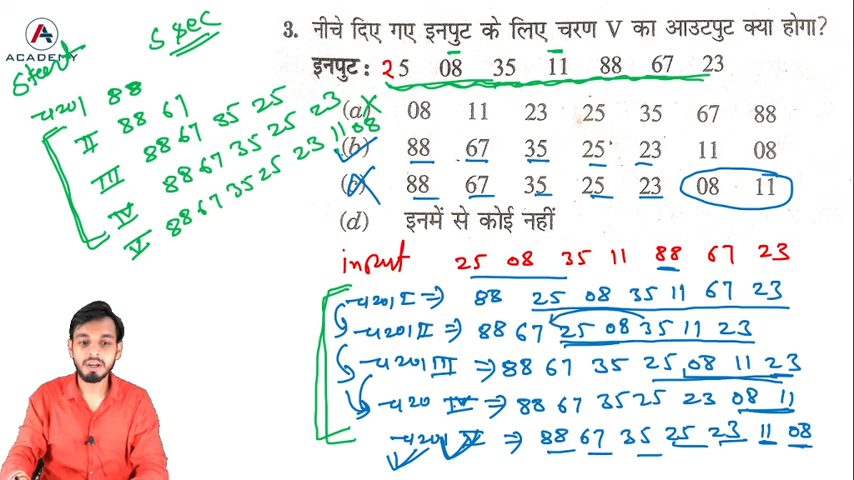 ACADEMY
Start
5 sec
चरण 88
II 88 67
III 88 67 35 25
IV 88 67 35 25 23
V 88 67 35 25 23 11 08
3. नीचे दिए गए इनपुट के लिए चरण V का आउटपुट क्या होगा?
इनपुट: 25 08 35 11 88 67 23
(a) 08 11 23 25 35 67 88
(b) 88 67 35 25 23 11 08
(c) 88 67 35 25 23 08 11
(d) इनमें से कोई नहीं
input 25 08 35 11 88 67 23
चरण I ⇒ 88 25 08 35 11 67 23
चरण II ⇒ 88 67 25 08 35 11 23
चरण III ⇒ 88 67 35 25 08 11 23
चरण IV ⇒ 88 67 35 25 23 08 11
चरण V ⇒ 88 67 35 25 23 11 08